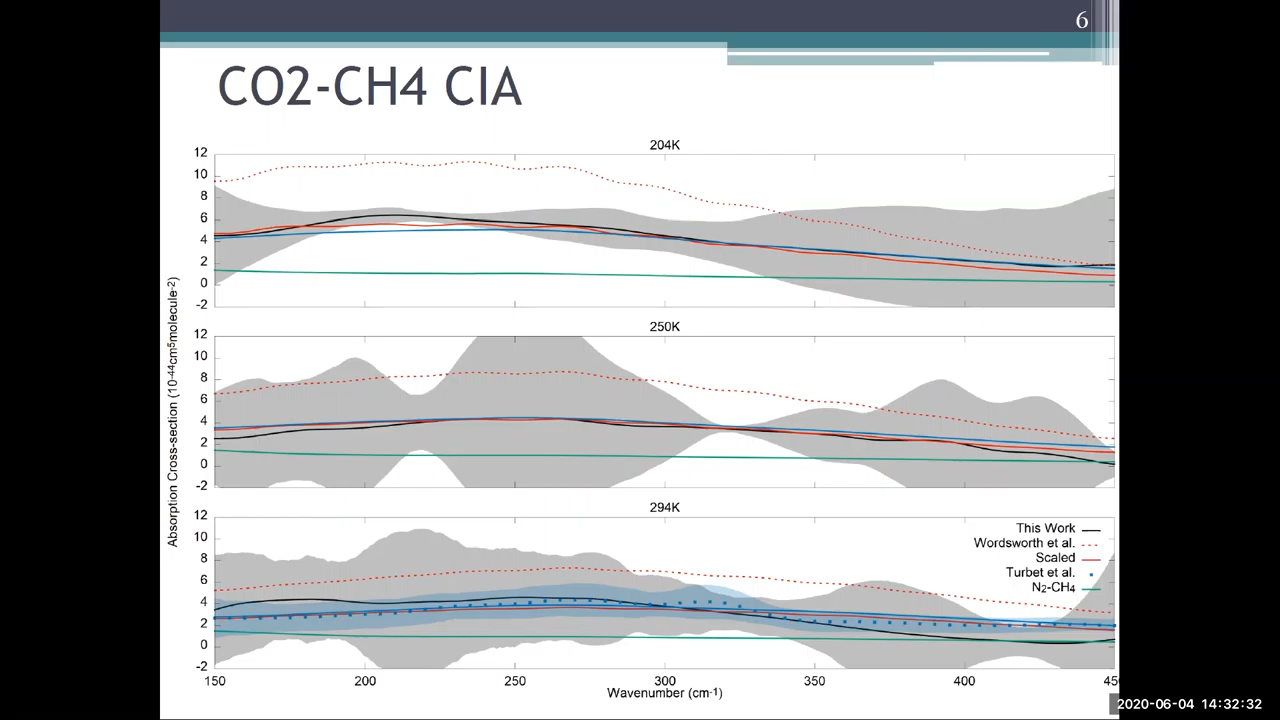 6
CO2-CH4 CIA
204K
12
10
8
6
4
2
0
-2
250K
12
10
8
6
4
2
0
-2
294K
12
10
8
6
4
2
0
-2
Absorption Cross-section (10-44cm5molecule-2)
This Work
Wordsworth et al.
Scaled
Turbet et al.
N2-CH4
150 200 250 300 350 400 45
Wavenumber (cm-1)
2020-06-04 14:32:32